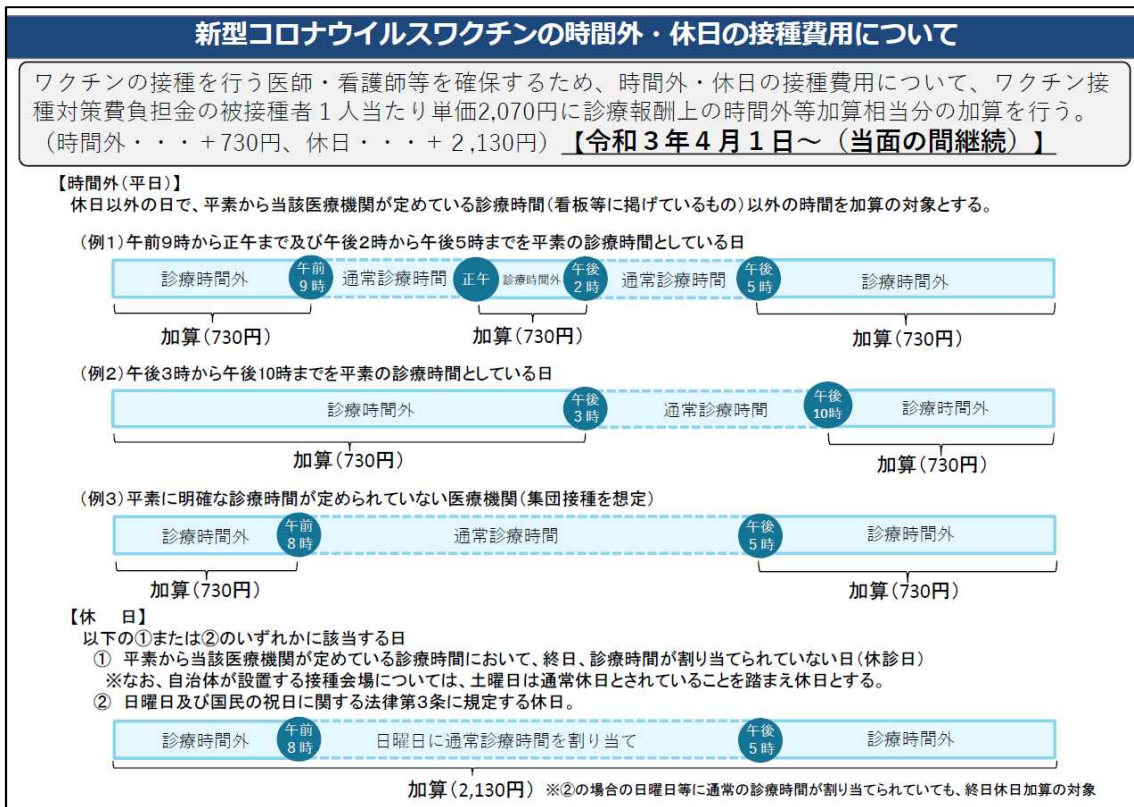 新型コロナウイルスワクチンの時間外・休日の接種費用について
ワクチンの接種を行う医師・看護師等を確保するため、時間外・休日の接種費用について、ワクチン接
種対策費負担金の被接種者１人当たり単価2,070円に診療報酬上の時間外等加算相当分の加算を行う。
（時間外・・・＋730円、休日・・・＋2,130円）【令和３年４月１日～（当面の間継続）】
【時間外（平日）】
休日以外の日で、平素から当該医療機関が定めている診療時間（看板等に掲げているもの）以外の時間を加算の対象とする。
（例１）午前９時から正午まで及び午後２時から午後５時までを平素の診療時間としている日
診療時間外 午前9時 通常診療時間 正午 診療時間外 午後2時 通常診療時間 午後5時 診療時間外
加算（730円） 加算（730円） 加算（730円）
（例２）午後３時から午後10時までを平素の診療時間としている日
診療時間外 午後3時 通常診療時間 午後10時 診療時間外
加算（730円） 加算（730円）
（例３）平素に明確な診療時間が定められていない医療機関（集団接種を想定）
診療時間外 午前8時 通常診療時間 午後5時 診療時間外
加算（730円） 加算（730円）
【休　日】
以下の①または②のいずれかに該当する日
①　平素から当該医療機関が定めている診療時間において、終日、診療時間が割り当てられていない日（休診日）
※なお、自治体が設置する接種会場については、土曜日は通常休日とされていることを踏まえ休日とする。
②　日曜日及び国民の祝日に関する法律第3条に規定する休日。
診療時間外 午前8時 日曜日に通常診療時間を割り当て 午後5時 診療時間外
加算（2,130円） ※②の場合の日曜日等に通常の診療時間が割り当てられていても、終日休日加算の対象